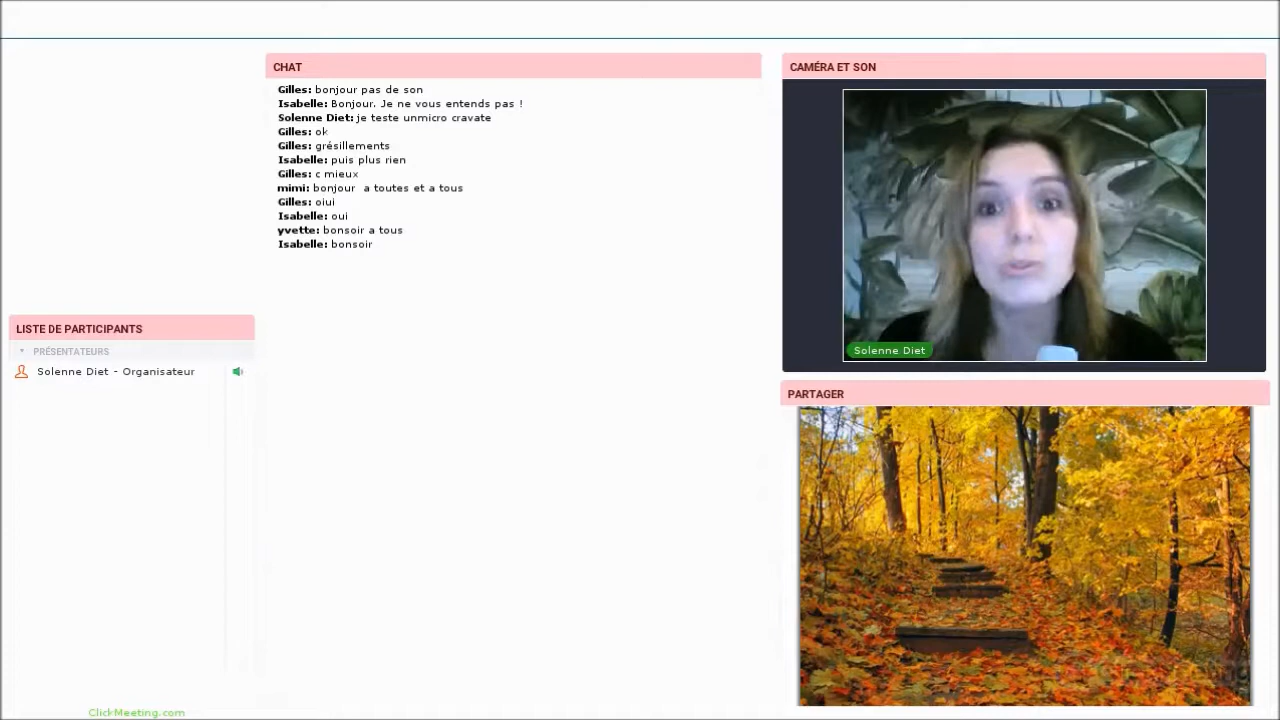 CHAT
Gilles: bonjour pas de son
Isabelle: Bonjour. Je ne vous entends pas !
Solenne Diet: je teste unmicro cravate
Gilles: ok
Gilles: grésillements
Isabelle: puis plus rien
Gilles: c mieux
mimi: bonjour a toutes et a tous
Gilles: oiui
Isabelle: oui
yvette: bonsoir a tous
Isabelle: bonsoir
LISTE DE PARTICIPANTS
PRÉSENTATEURS
Solenne Diet - Organisateur
ClickMeeting.com
CAMÉRA ET SON
Solenne Diet
PARTAGER